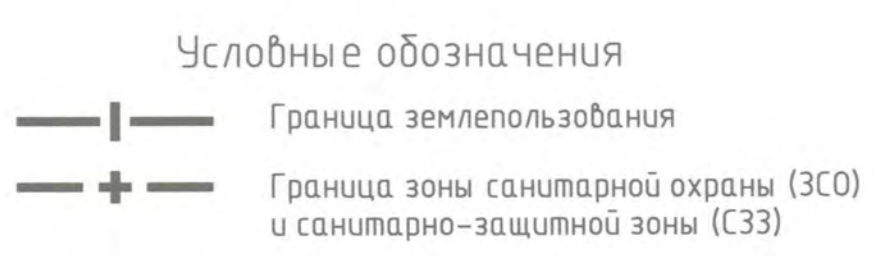 Условные обозначения
Граница землепользования
Граница зоны санитарной охраны (ЗСО)
и санитарно-защитной зоны (СЗЗ)